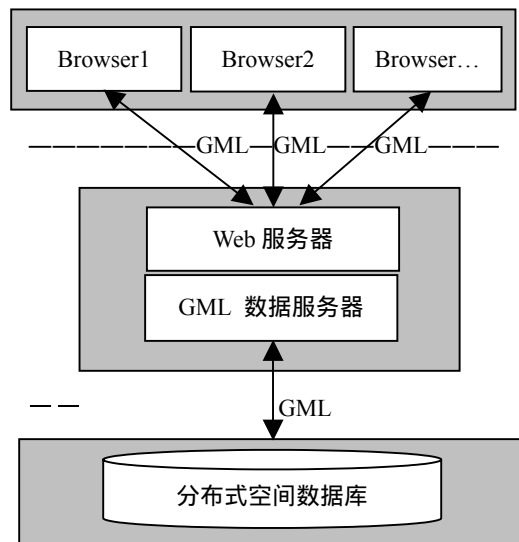 Browser1
Browser2
Browser…
GML
GML
GML
Web 服务器
GML 数据服务器
GML
分布式空间数据库